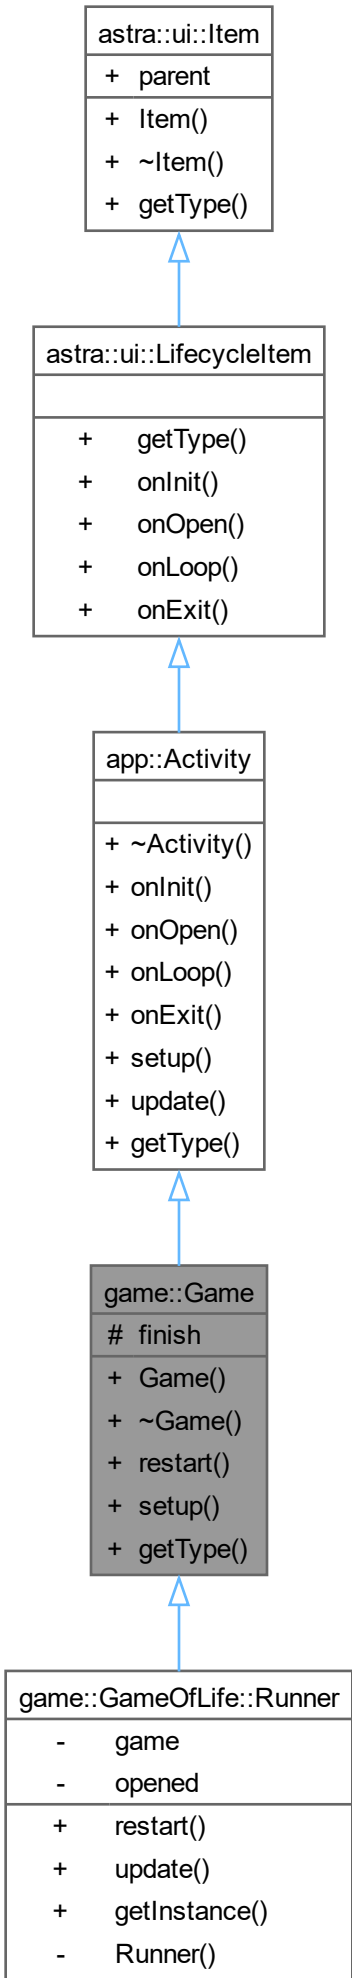 astra::ui::Item
+ parent
+ Item()
+ ~Item()
+ getType()
astra::ui::LifecycleItem
+ getType()
+ onInit()
+ onOpen()
+ onLoop()
+ onExit()
app::Activity
+ ~Activity()
+ onInit()
+ onOpen()
+ onLoop()
+ onExit()
+ setup()
+ update()
+ getType()
game::Game
# finish
+ Game()
+ ~Game()
+ restart()
+ setup()
+ getType()
game::GameOfLife::Runner
- game
- opened
+ restart()
+ update()
+ getInstance()
- Runner()